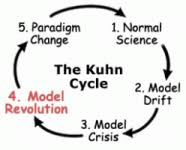 5. Paradigm
Change
1. Normal
Science
The Kuhn
Cycle
2. Model
Drift
3. Model
Crisis
4. Model
Revolution